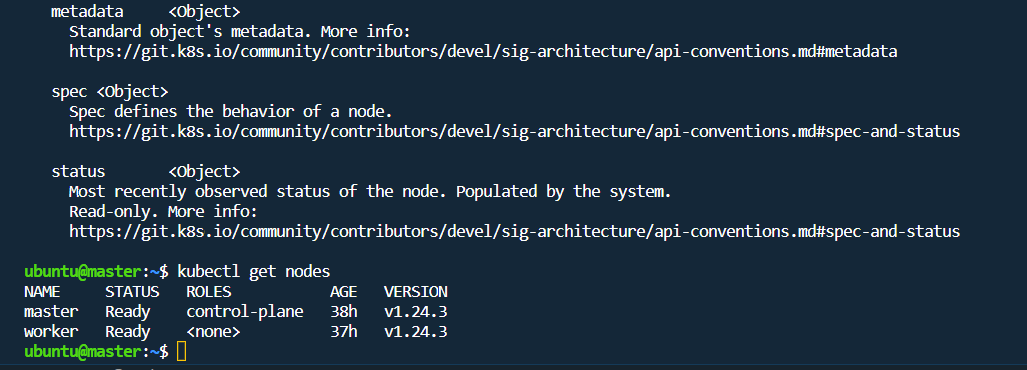 metadata <Object>
Standard object's metadata. More info:
https://git.k8s.io/community/contributors/devel/sig-architecture/api-conventions.md#metadata
spec <Object>
Spec defines the behavior of a node.
https://git.k8s.io/community/contributors/devel/sig-architecture/api-conventions.md#spec-and-status
status <Object>
Most recently observed status of the node. Populated by the system.
Read-only. More info:
https://git.k8s.io/community/contributors/devel/sig-architecture/api-conventions.md#spec-and-status
ubuntu@master:~$ kubectl get nodes
NAME STATUS ROLES AGE VERSION
master Ready control-plane 38h v1.24.3
worker Ready <none> 37h v1.24.3
ubuntu@master:~$